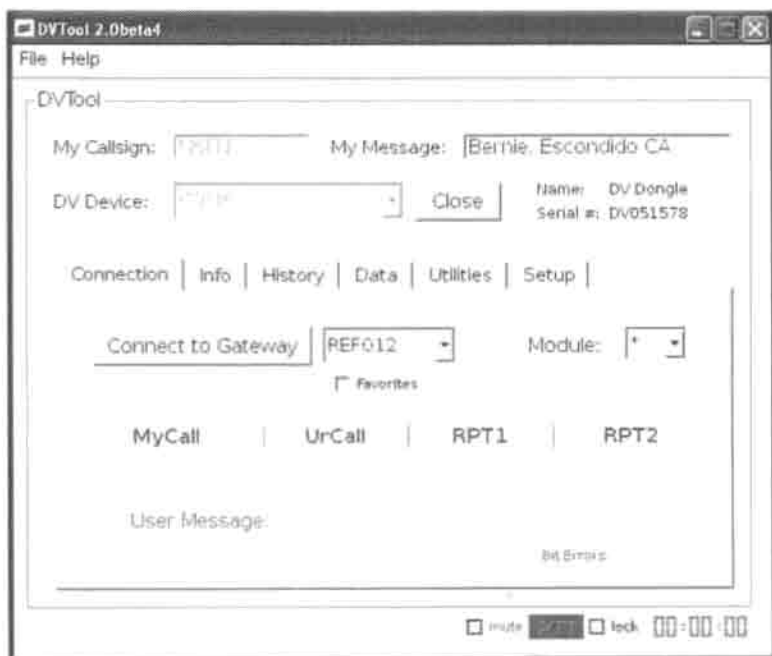 DVTool 2.0beta4
File Help
DVTool
My Callsign: My Message: Bernie, Escondido CA
DV Device: Close Name: DV Dongle
Serial #: DV051578
Connection Info History Data Utilities Setup
Connect to Gateway REF012 Module: *
Favorites
MyCall UrCall RPT1 RPT2
User Message:
Bit Errors
mute lock 00:00:00